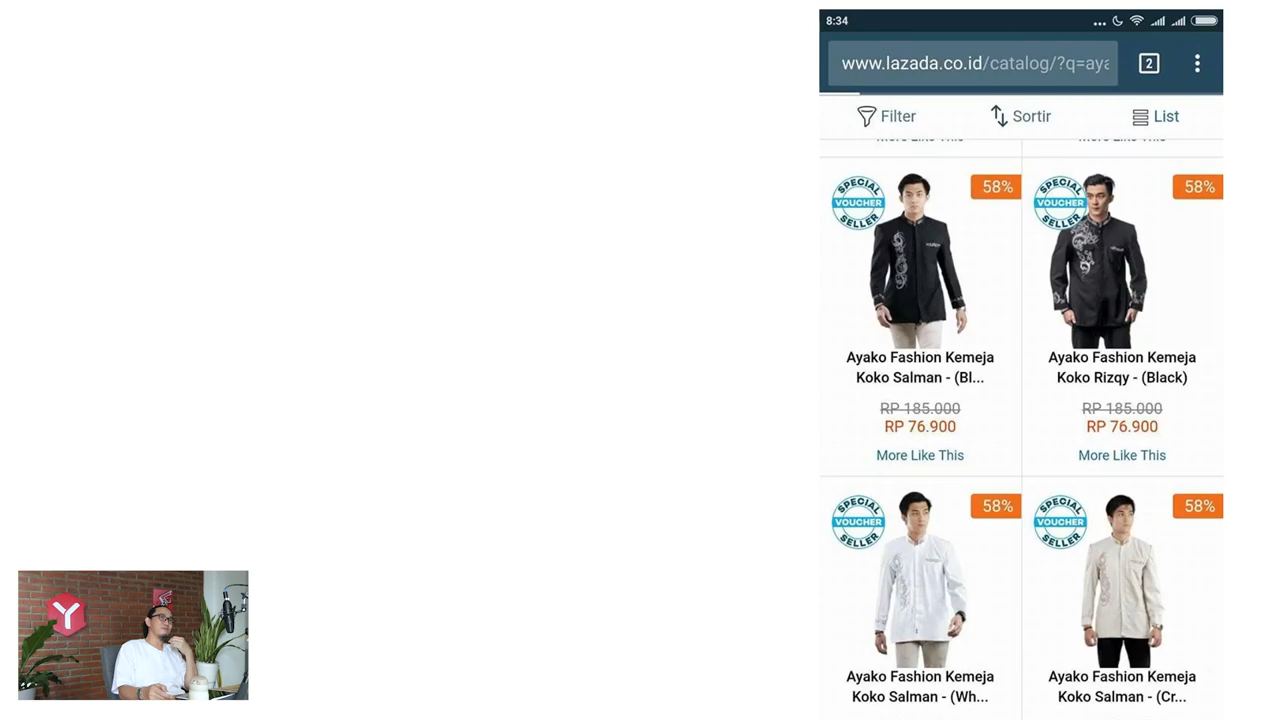 8:34
www.lazada.co.id/catalog/?q=aya
2
Filter
Sortir
List
SPECIAL
VOUCHER
SELLER
58%
SPECIAL
VOUCHER
SELLER
58%
Ayako Fashion Kemeja
Koko Salman - (Bl...
RP 185.000
RP 76.900
More Like This
Ayako Fashion Kemeja
Koko Rizqy - (Black)
RP 185.000
RP 76.900
More Like This
SPECIAL
VOUCHER
SELLER
58%
SPECIAL
VOUCHER
SELLER
58%
Ayako Fashion Kemeja
Koko Salman - (Wh...
Ayako Fashion Kemeja
Koko Salman - (Cr...
Y